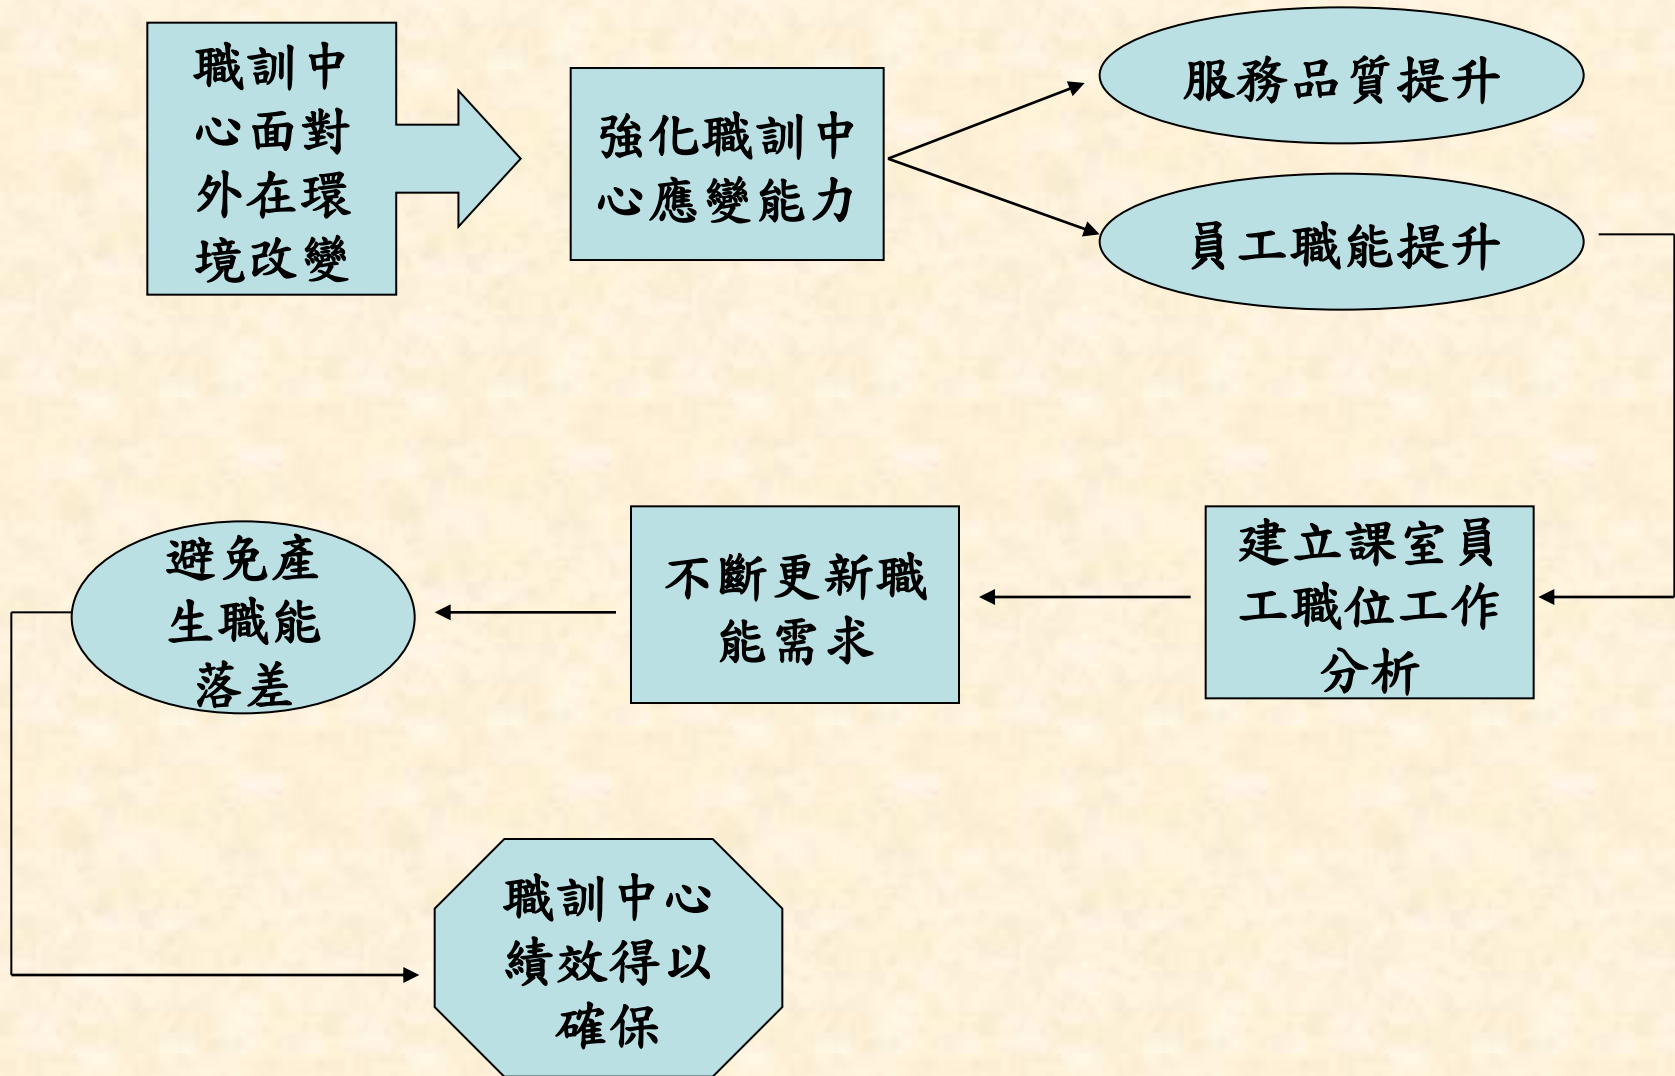 職訓中
心面對
外在環
境改變
強化職訓中
心應變能力
服務品質提升
員工職能提升
建立課室員
工職位工作
分析
不斷更新職
能需求
避免產
生職能
落差
職訓中心
績效得以
確保